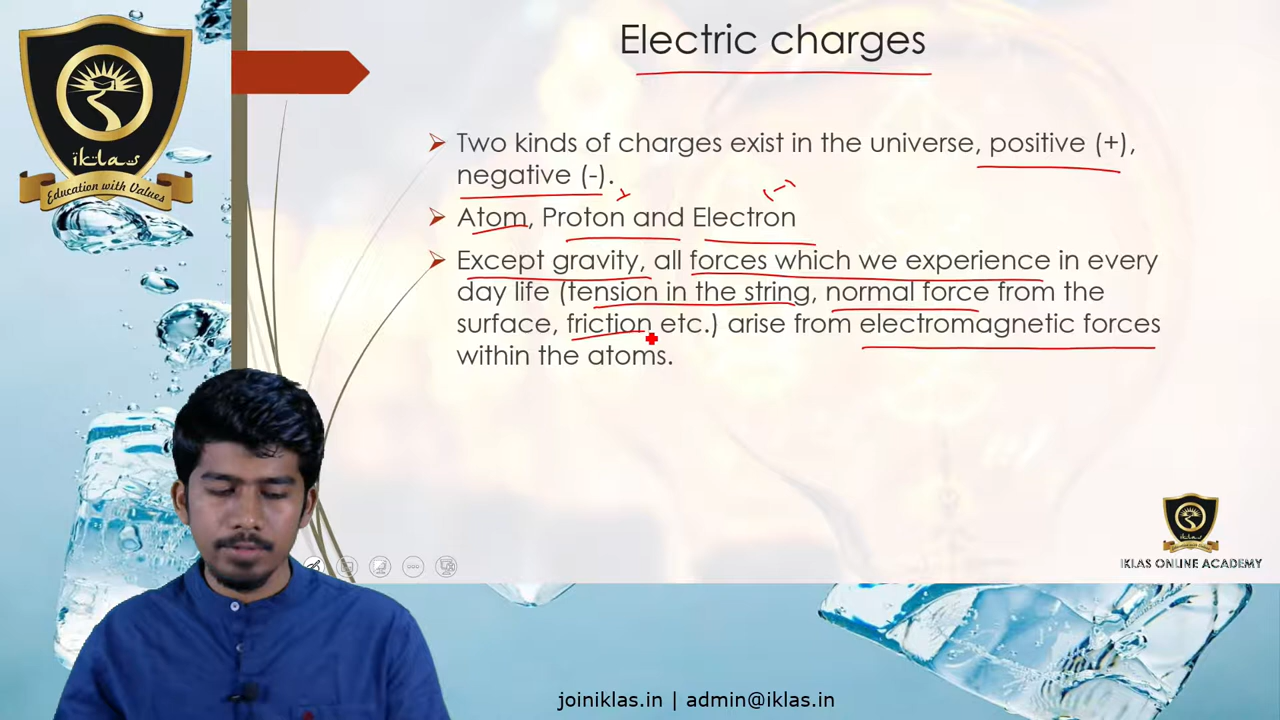 iklas
Education with Values
Electric charges
Two kinds of charges exist in the universe, positive (+),
negative (-).
(-)
Atom, Proton and Electron
Except gravity, all forces which we experience in every
day life (tension in the string, normal force from the
surface, friction etc.) arise from electromagnetic forces
within the atoms.
IKLAS ONLINE ACADEMY
joiniklas.in | admin@iklas.in